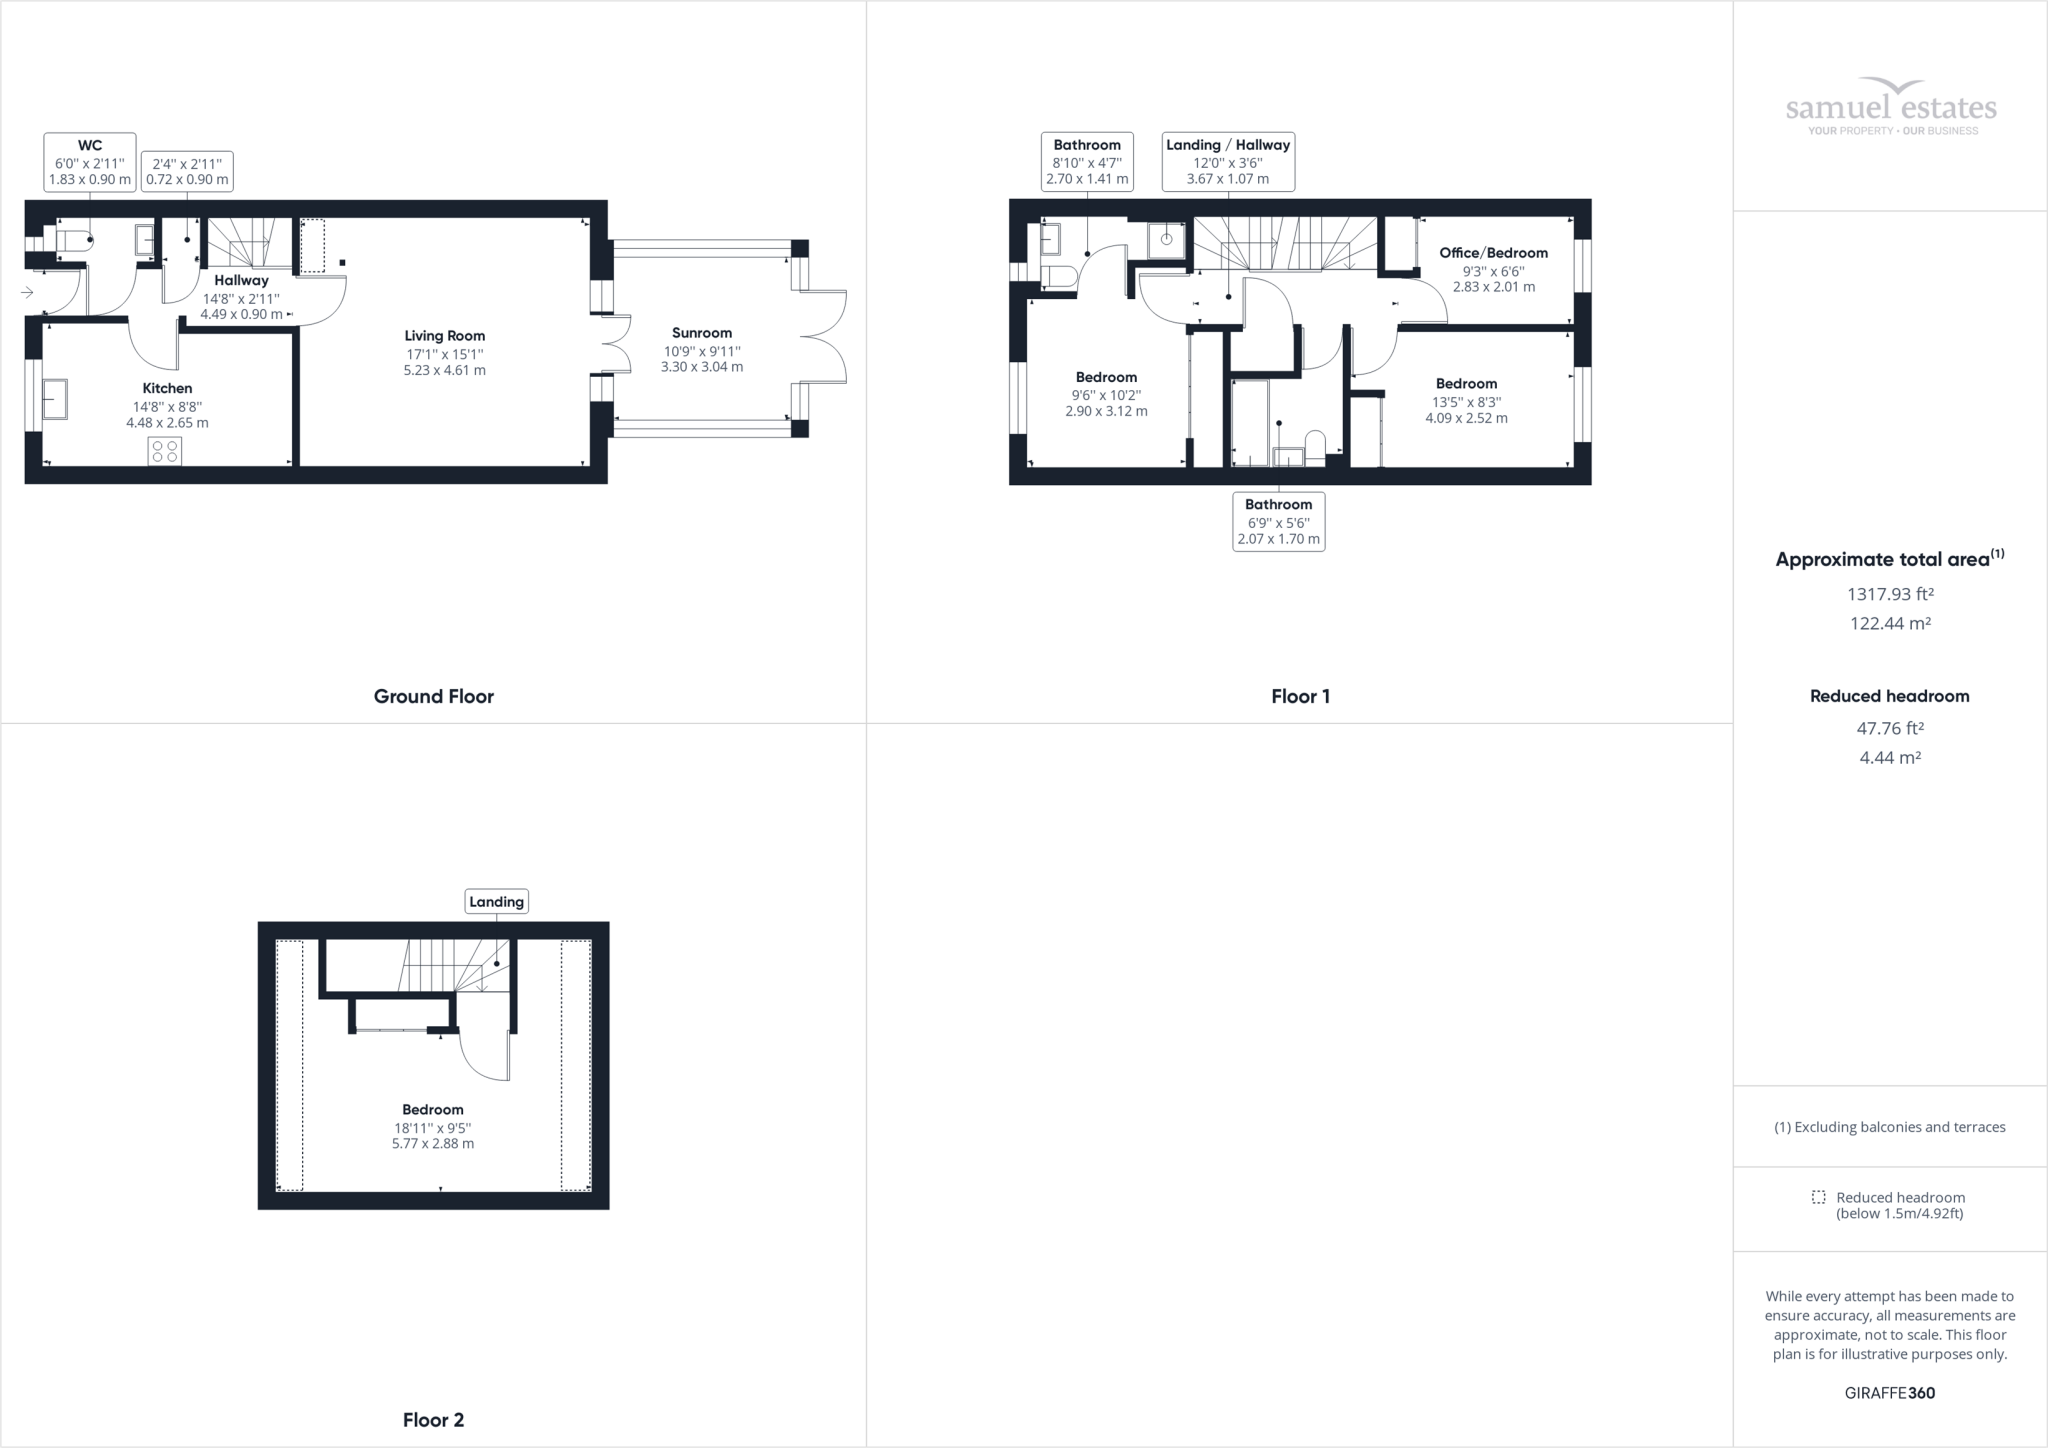 WC
6'0" x 2'11"
1.83 x 0.90 m
2'4" x 2'11"
0.72 x 0.90 m
Hallway
14'8" x 2'11"
4.49 x 0.90 m
Living Room
17'1" x 15'1"
5.23 x 4.61 m
Sunroom
10'9" x 9'11"
3.30 x 3.04 m
Kitchen
14'8" x 8'8"
4.48 x 2.65 m
Ground Floor
Bathroom
8'10" x 4'7"
2.70 x 1.41 m
Landing / Hallway
12'0" x 3'6"
3.67 x 1.07 m
Office/Bedroom
9'3" x 6'6"
2.83 x 2.01 m
Bedroom
9'6" x 10'2"
2.90 x 3.12 m
Bedroom
13'5" x 8'3"
4.09 x 2.52 m
Bathroom
6'9" x 5'6"
2.07 x 1.70 m
Floor 1
Landing
Bedroom
18'11" x 9'5"
5.77 x 2.88 m
Floor 2
samuel estates
YOUR PROPERTY • OUR BUSINESS
Approximate total area(1)
1317.93 ft²
122.44 m²
Reduced headroom
47.76 ft²
4.44 m²
(1) Excluding balconies and terraces
Reduced headroom
(below 1.5m/4.92ft)
While every attempt has been made to
ensure accuracy, all measurements are
approximate, not to scale. This floor
plan is for illustrative purposes only.
GIRAFFE360